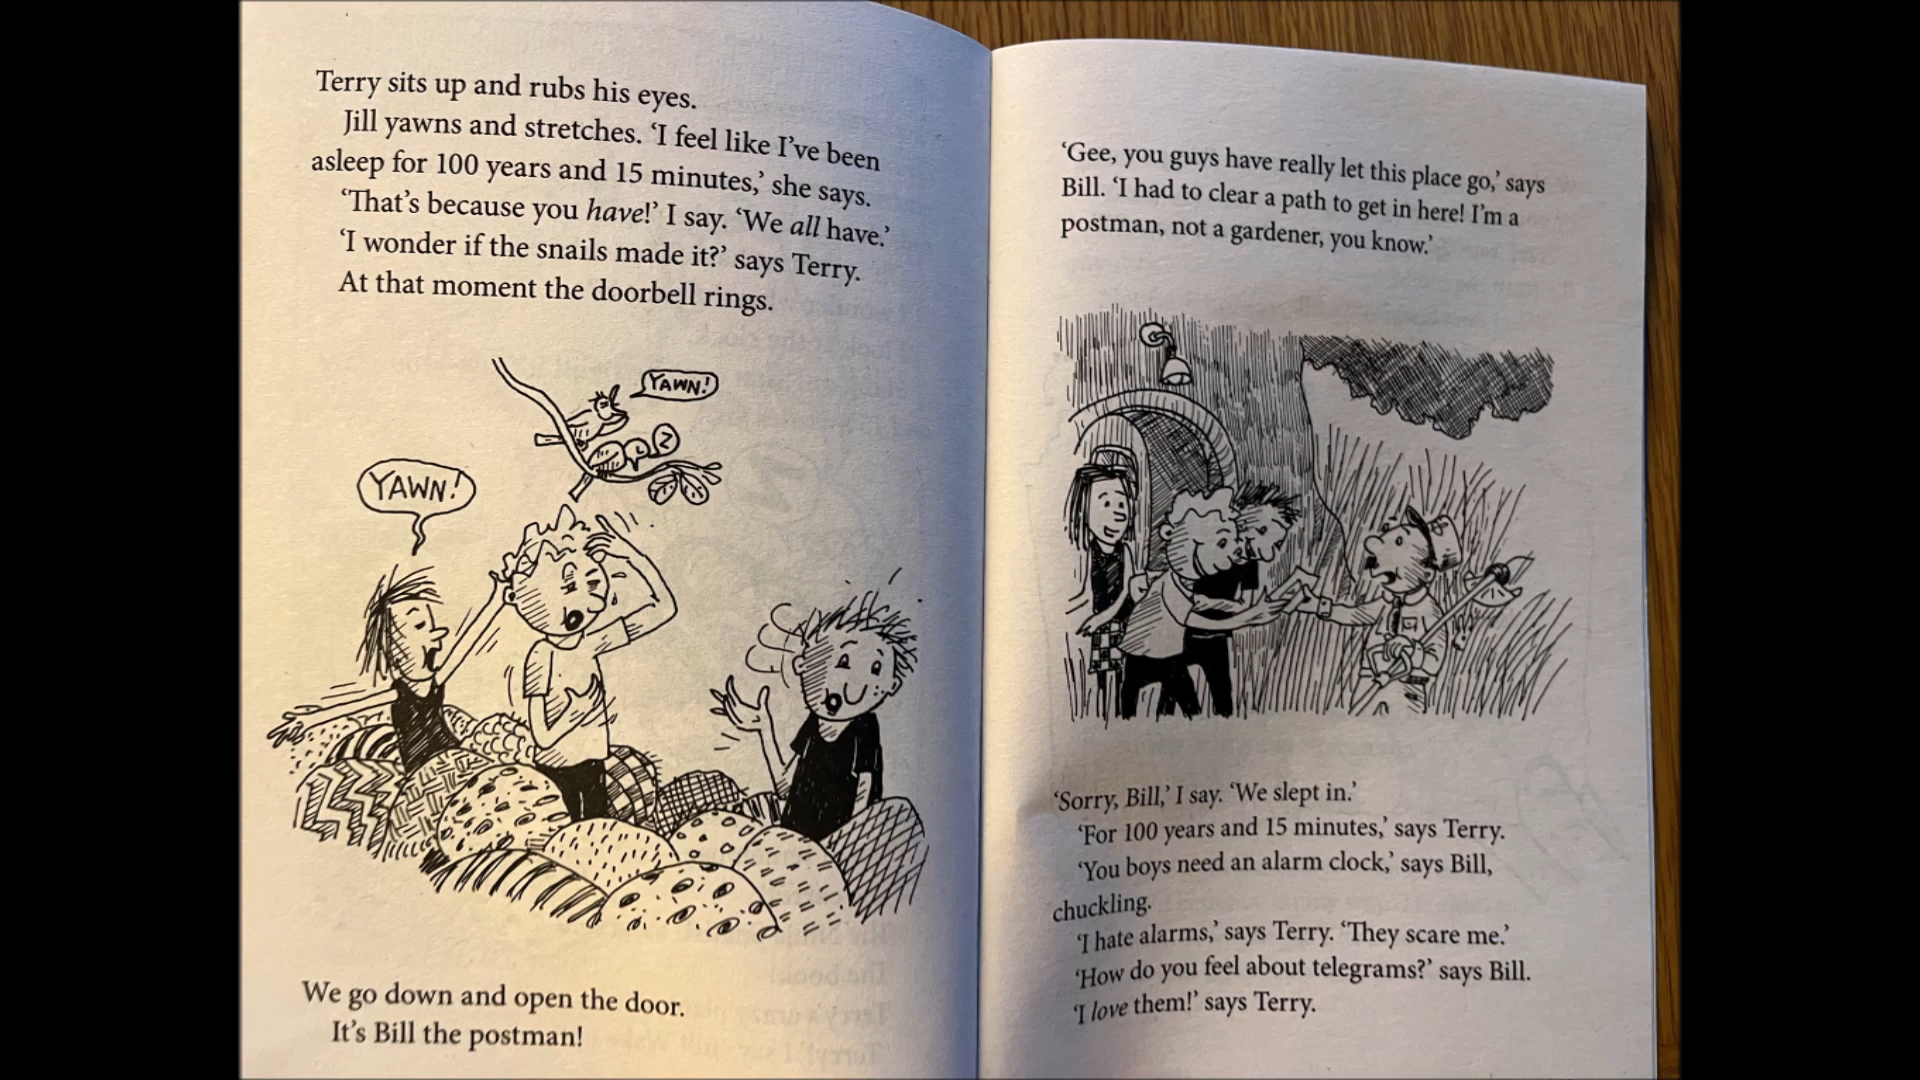 Terry sits up and rubs his eyes.
Jill yawns and stretches. ‘I feel like I’ve been
asleep for 100 years and 15 minutes,’ she says.
‘That’s because you have!’ I say. ‘We all have.’
‘I wonder if the snails made it?’ says Terry.
At that moment the doorbell rings.
YAWN!
Z
YAWN!
We go down and open the door.
It’s Bill the postman!
‘Gee, you guys have really let this place go,’ says
Bill. ‘I had to clear a path to get in here! I’m a
postman, not a gardener, you know.’
‘Sorry, Bill,’ I say. ‘We slept in.’
‘For 100 years and 15 minutes,’ says Terry.
‘You boys need an alarm clock,’ says Bill,
chuckling.
‘I hate alarms,’ says Terry. ‘They scare me.’
‘How do you feel about telegrams?’ says Bill.
‘I love them!’ says Terry.